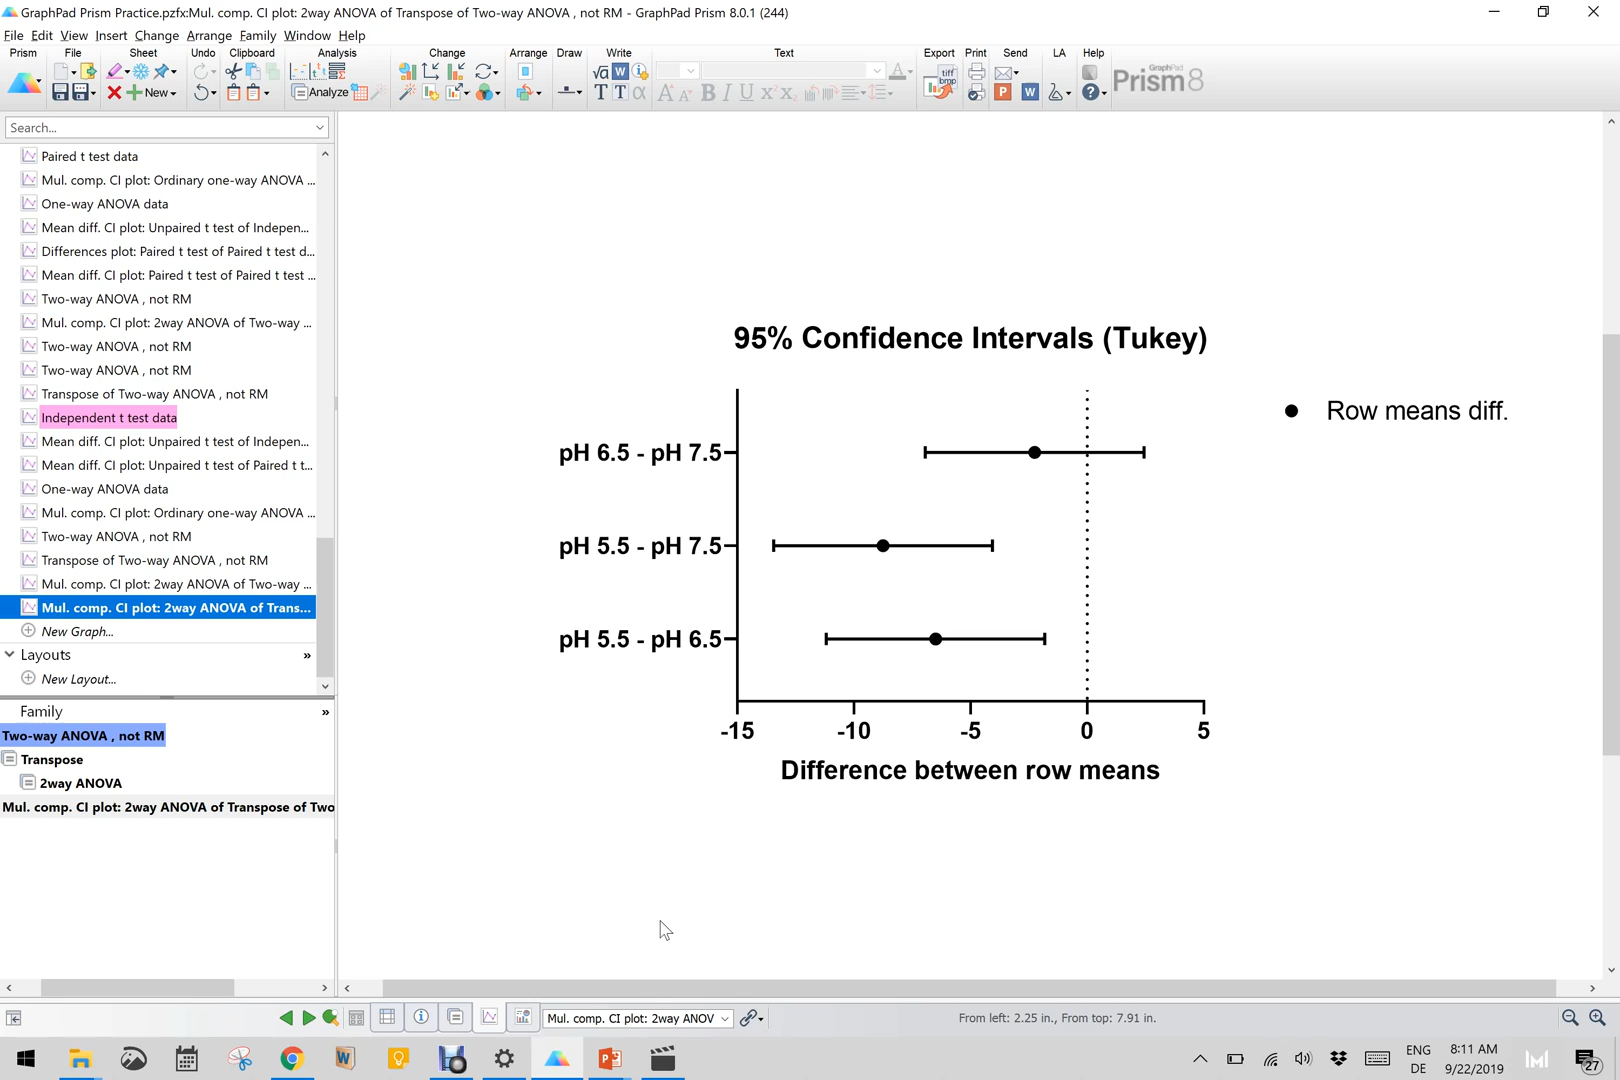 GraphPad Prism Practice.pzfx:Mul. comp. CI plot: 2way ANOVA of Transpose of Two-way ANOVA , not RM - GraphPad Prism 8.0.1 (244)
File Edit View Insert Change Arrange Family Window Help
Prism File Sheet Undo Clipboard Analysis Change Arrange Draw Write Text Export Print Send LA Help
New
Analyze
tiff
bmp
GraphPad
Prism 8
Search...
Paired t test data
Mul. comp. CI plot: Ordinary one-way ANOVA ...
One-way ANOVA data
Mean diff. CI plot: Unpaired t test of Indepen...
Differences plot: Paired t test of Paired t test d...
Mean diff. CI plot: Paired t test of Paired t test ...
Two-way ANOVA , not RM
Mul. comp. CI plot: 2way ANOVA of Two-way ...
Two-way ANOVA , not RM
Two-way ANOVA , not RM
Transpose of Two-way ANOVA , not RM
Independent t test data
Mean diff. CI plot: Unpaired t test of Indepen...
Mean diff. CI plot: Unpaired t test of Paired t t...
One-way ANOVA data
Mul. comp. CI plot: Ordinary one-way ANOVA ...
Two-way ANOVA , not RM
Transpose of Two-way ANOVA , not RM
Mul. comp. CI plot: 2way ANOVA of Two-way ...
Mul. comp. CI plot: 2way ANOVA of Trans...
New Graph...
Layouts »
New Layout...
Family »
Two-way ANOVA , not RM
Transpose
2way ANOVA
Mul. comp. CI plot: 2way ANOVA of Transpose of Two
95% Confidence Intervals (Tukey)
Row means diff.
pH 6.5 - pH 7.5
pH 5.5 - pH 7.5
pH 5.5 - pH 6.5
-15 -10 -5 0 5
Difference between row means
Mul. comp. CI plot: 2way ANOV
From left: 2.25 in., From top: 7.91 in.
ENG
DE
8:11 AM
9/22/2019
27